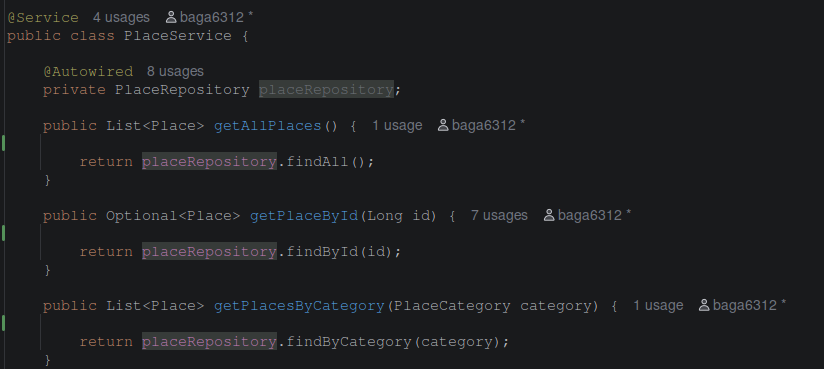 @Service 4 usages baga6312 *
public class PlaceService {
@Autowired 8 usages
private PlaceRepository placeRepository;
public List<Place> getAllPlaces() { 1 usage baga6312 *
return placeRepository.findAll();
}
public Optional<Place> getPlaceById(Long id) { 7 usages baga6312 *
return placeRepository.findById(id);
}
public List<Place> getPlacesByCategory(PlaceCategory category) { 1 usage baga6312 *
return placeRepository.findByCategory(category);
}